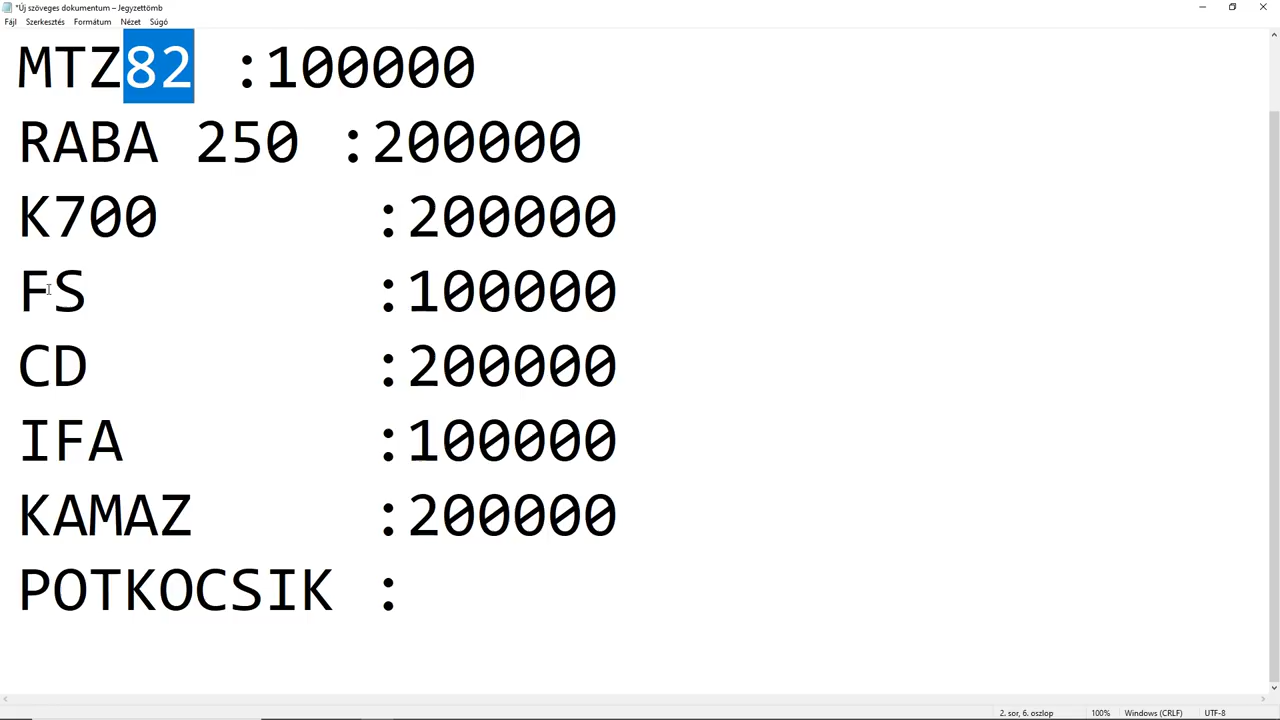 *Új szöveges dokumentum – Jegyzettömb
Fájl Szerkesztés Formátum Nézet Súgó
MTZ82 :100000
RABA 250 :200000
K700 :200000
FS :100000
CD :200000
IFA :100000
KAMAZ :200000
POTKOCSIK :
2. sor, 6. oszlop 100% Windows (CRLF) UTF-8